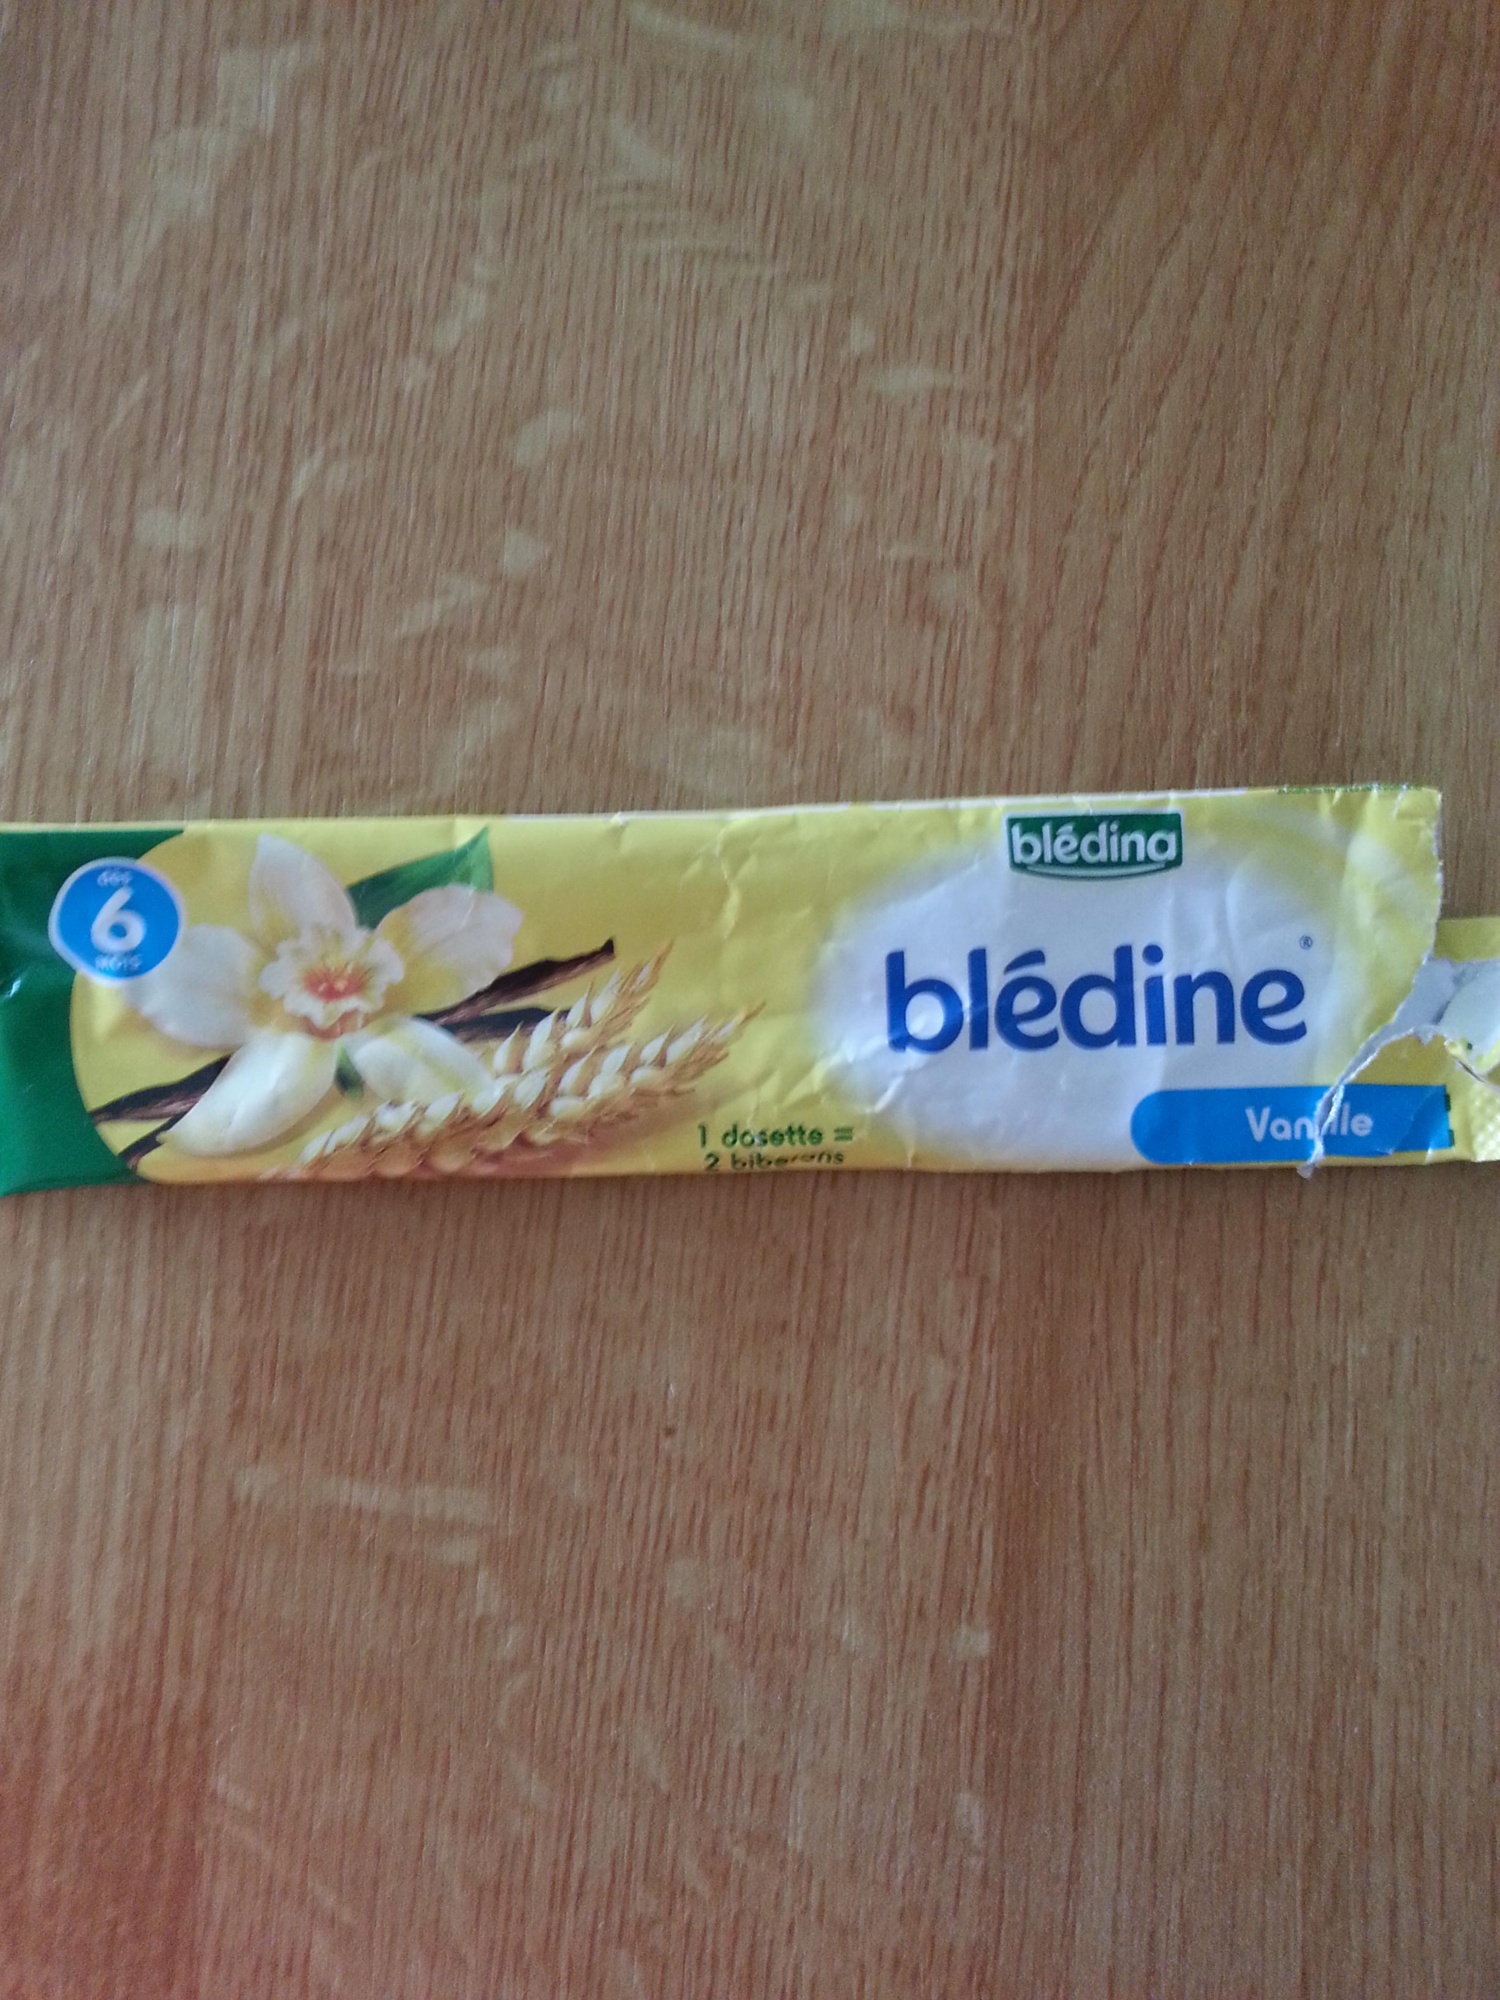 dès
6
MOIS
blédina
blédine®
Vanille
1 dosette =
2 biberons